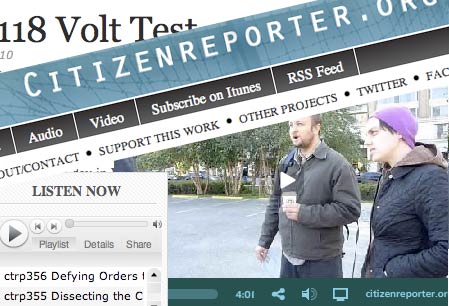 118 Volt Test
10
CITIZENREPORTER.ORG
Audio Video Subscribe on Itunes RSS Feed
OUT/CONTACT • SUPPORT THIS WORK • OTHER PROJECTS • TWITTER • FAC
LISTEN NOW
Playlist Details Share
ctrp356 Defying Orders t
ctrp355 Dissecting the C
4:01 citizenreporter.or